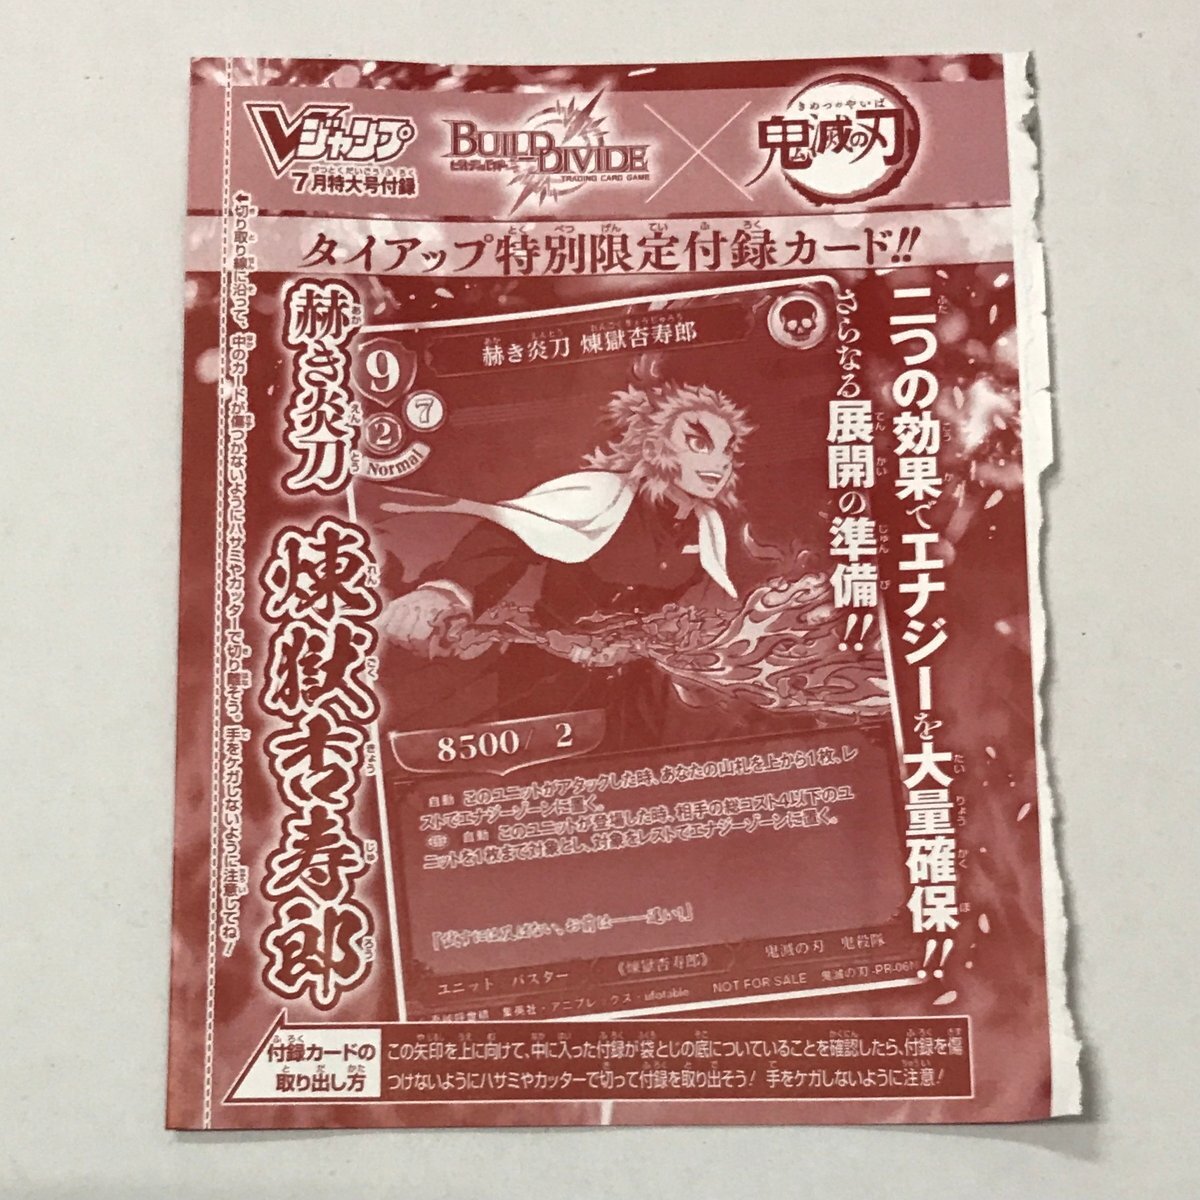 Vジャンプ
7月特大号付録
BUILD DIVIDE
TRADING CARD GAME
×
きめつのやいば
鬼滅の刃
タイアップ特別限定付録カード!!
二つの効果でエナジーを大量確保!!
さらなる展開の準備!!
赫き炎刀
煉獄杏寿郎
←切り取り線に沿って、中のカードが傷つかないようにハサミやカッターで切り離そう。手をケガしないように注意してね!
赫き炎刀 煉獄杏寿郎
9
7
2
Normal
8500/ 2
自動 このユニットがアタックした時、あなたの山札を上から1枚、レ
ストでエナジーゾーンに置く。
自動 このユニットが登場した時、相手の総コスト4以下のユ
ニットを1枚まで対象とし、対象をレストでエナジーゾーンに置く。
ユニット バスター 《煉獄杏寿郎》 鬼滅の刃 鬼殺隊
集英社・アニプレックス・ufotable NOT FOR SALE 鬼滅の刃-PR-06
付録カードの
取り出し方
この矢印を上に向けて、中に入った付録が袋とじの底についていることを確認したら、付録を傷
つけないようにハサミやカッターで切って付録を取り出そう! 手をケガしないように注意!